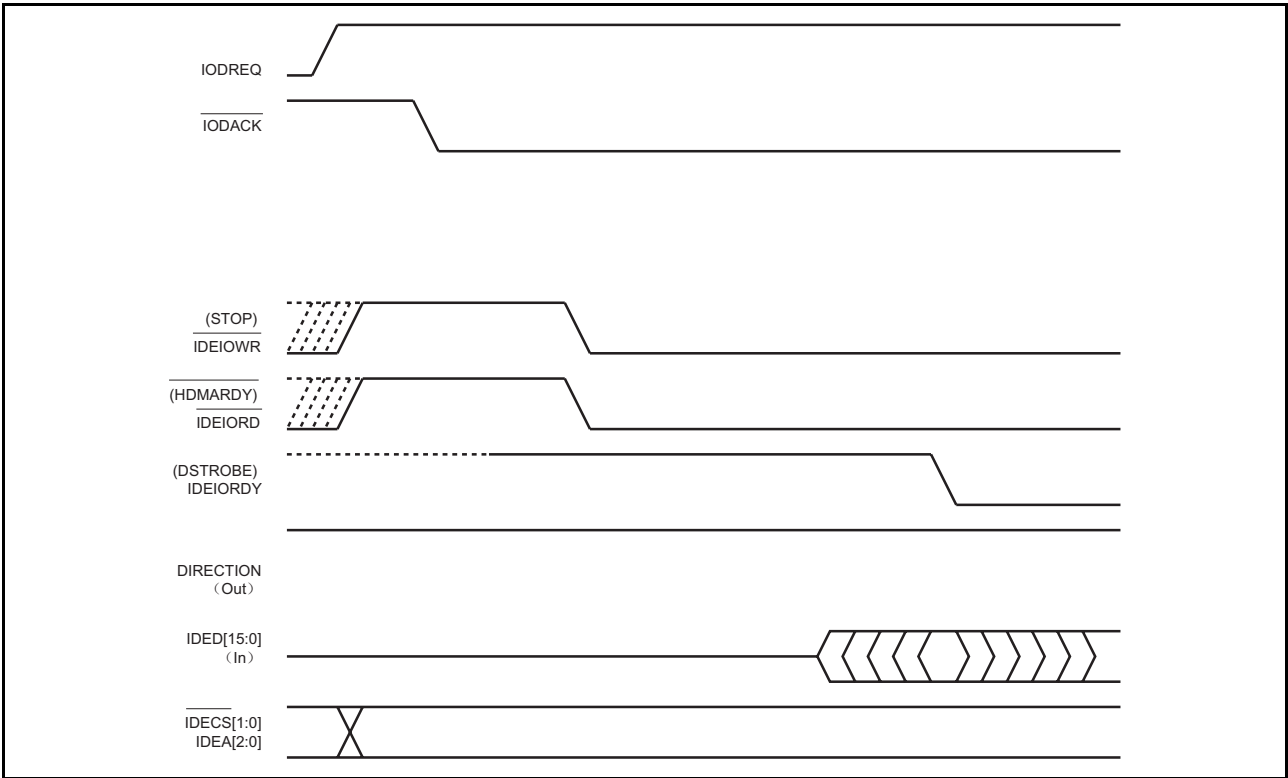 IODREQ
IODACK
(STOP)
IDEIOWR
(HDMARDY)
IDEIORD
(DSTROBE)
IDEIORDY
DIRECTION
（Out）
IDED[15:0]
（In）
IDECS[1:0]
IDEA[2:0]